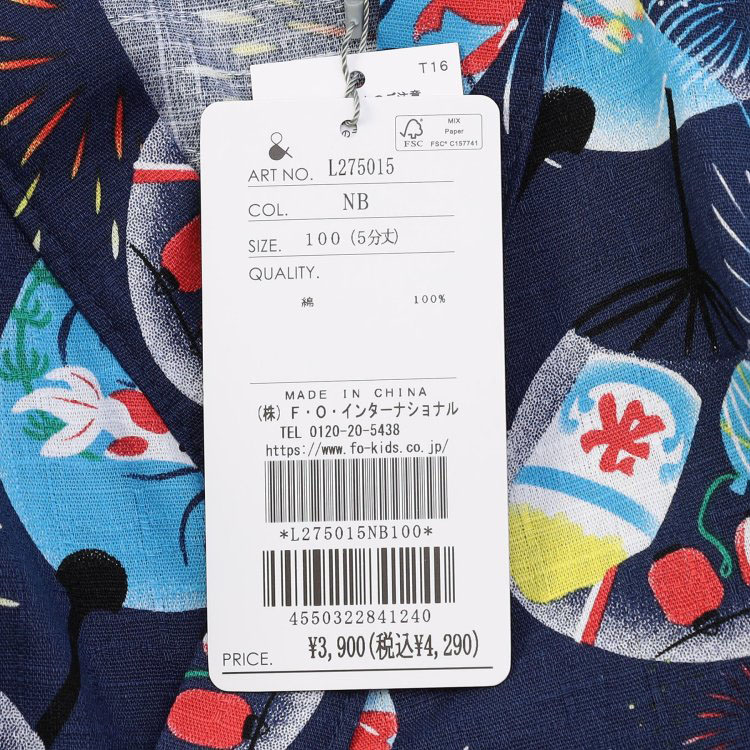 T16
MIX
Paper
FSC
FSC® C157741
&
ART NO. L275015
COL. NB
SIZE. 100 (5分丈)
QUALITY.
綿 100%
MADE IN CHINA
(株) F・O・インターナショナル
TEL 0120-20-5438
https://www.fo-kids.co.jp/
*L275015NB100*
4550322841240
PRICE. ¥3,900(税込¥4,290)
氷